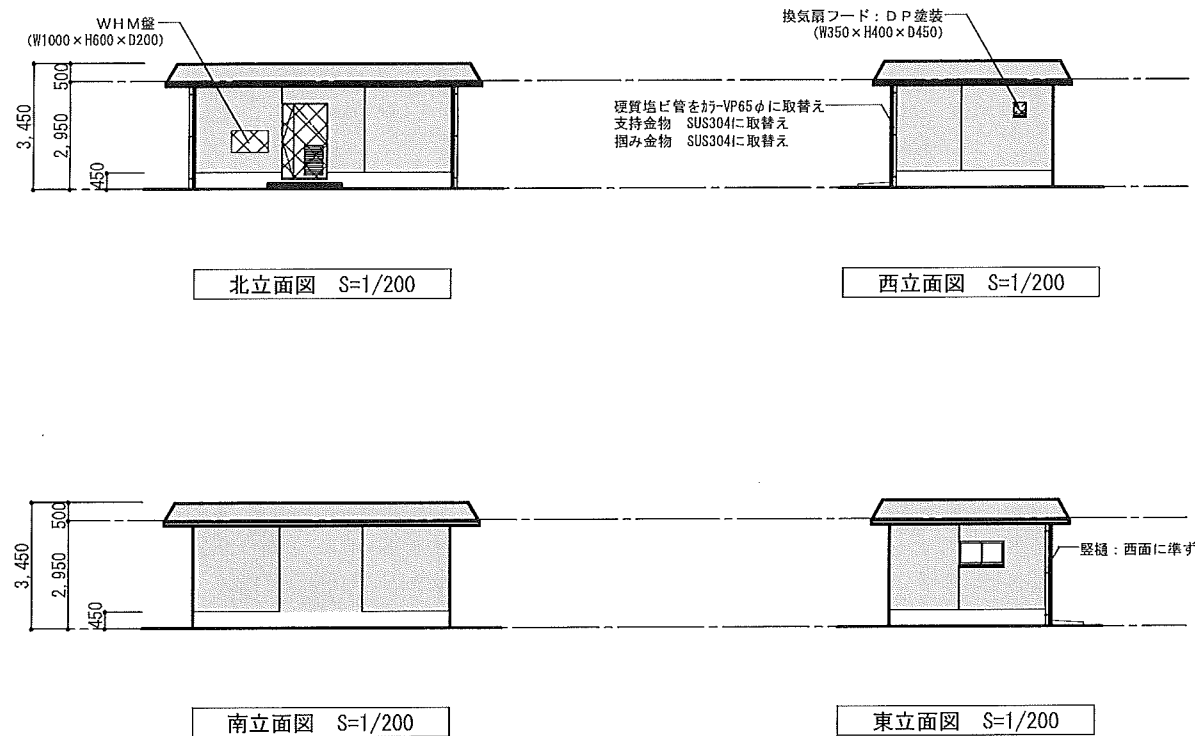 WHM盤
(W1000×H600×D200)
3,450
500
2,950
450
北立面図 S=1/200
換気扇フード：ＤＰ塗装
(W350×H400×D450)
硬質塩ビ管をｶﾗｰVP65φに取替え
支持金物 SUS304に取替え
掴み金物 SUS304に取替え
西立面図 S=1/200
3,450
500
2,950
450
南立面図 S=1/200
竪樋：西面に準ず
東立面図 S=1/200